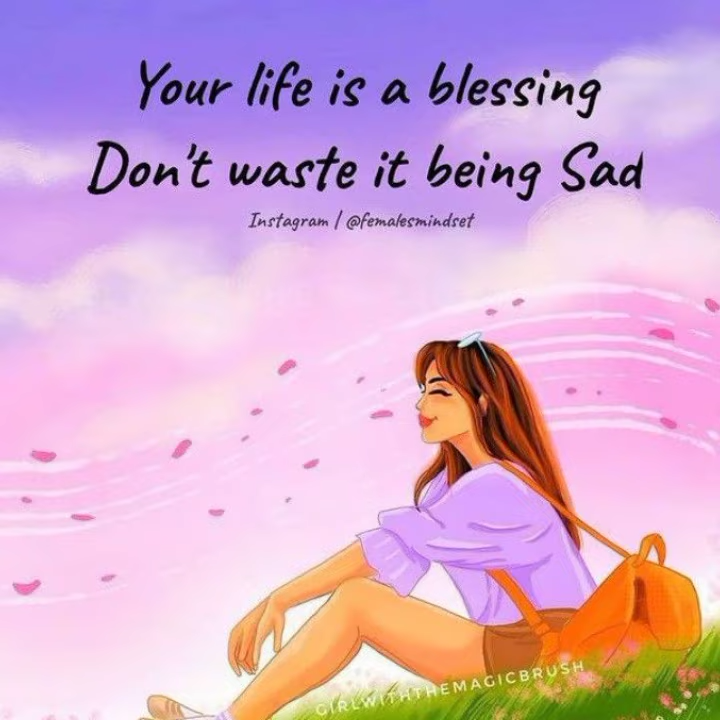 Your life is a blessing
Don't waste it being Sad
Instagram | @femalesmindset
GIRLWITHTHEMAGICBRUSH